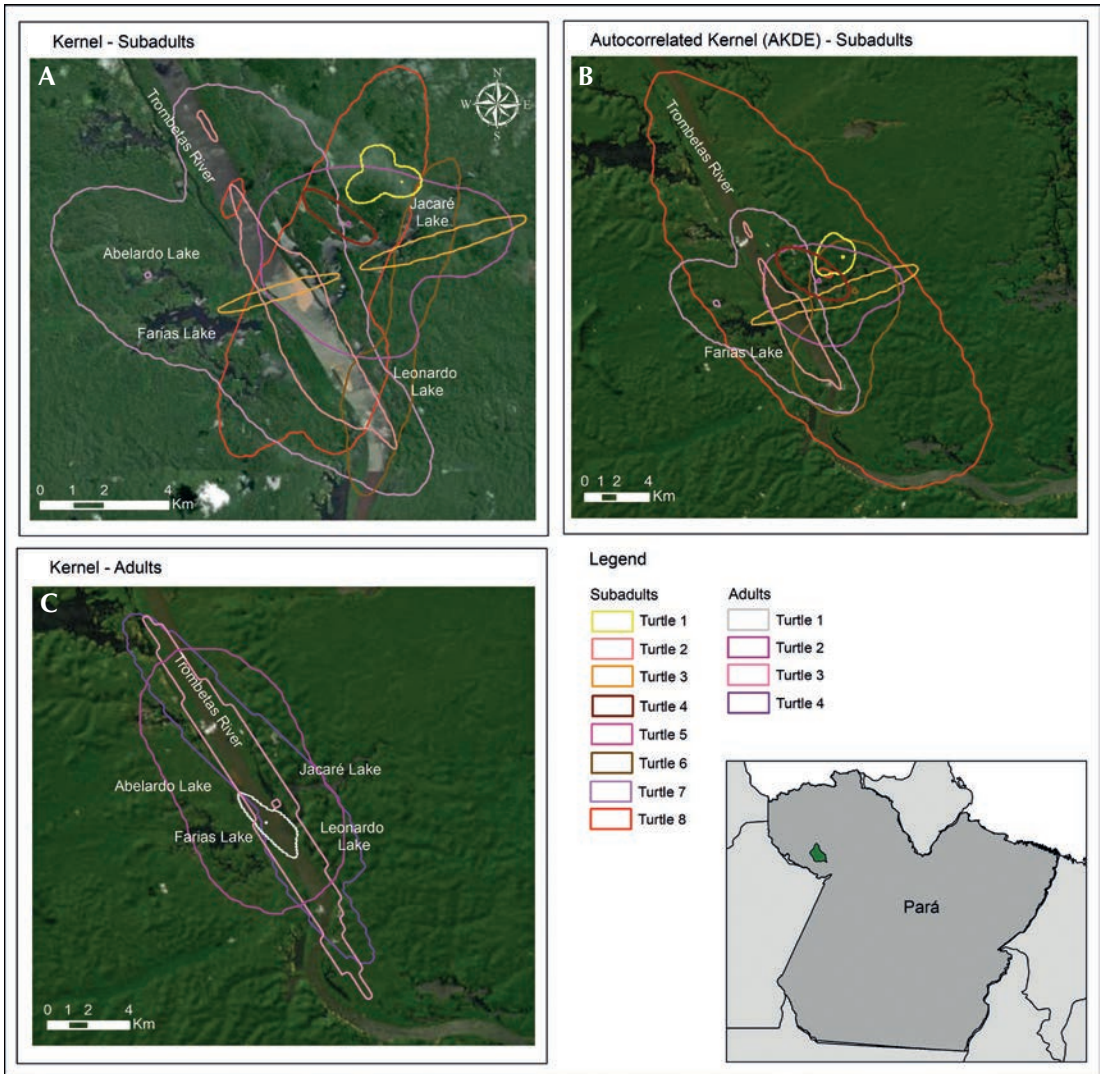 Kernel - Subadults
A
N
W E
S
Trombetas River
Jacaré
Lake
Abelardo Lake
Farias Lake
Leonardo
Lake
0 2 4
Km
Autocorrelated Kernel (AKDE) - Subadults
B
Trombetas River
Farias Lake
0 1 2 4
Km
Kernel - Adults
C
Trombetas River
Jacaré Lake
Abelardo Lake
Farias Lake
Leonardo
Lake
0 1 2 4
Km
Legend
Subadults
Turtle 1
Turtle 2
Turtle 3
Turtle 4
Turtle 5
Turtle 6
Turtle 7
Turtle 8
Adults
Turtle 1
Turtle 2
Turtle 3
Turtle 4
Pará